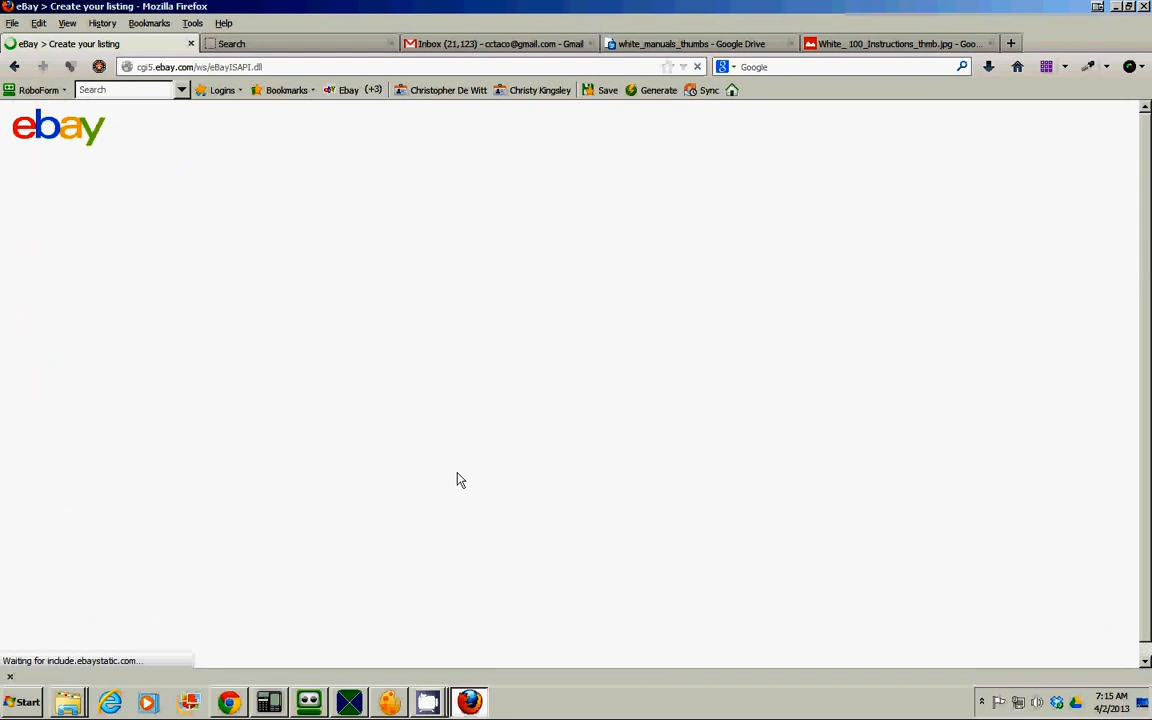 eBay > Create your listing - Mozilla Firefox
File Edit View History Bookmarks Tools Help
eBay > Create your listing Search Inbox (21,123) - cctaco@gmail.com - Gmail white_manuals_thumbs - Google Drive White_ 100_Instructions_thmb.jpg - Goo...
cgi5.ebay.com/ws/eBayISAPI.dll Google
RoboForm Search Logins Bookmarks Ebay (+3) Christopher De Witt Christy Kingsley Save Generate Sync
ebay
Waiting for include.ebaystatic.com...
Start 7:15 AM
4/2/2013